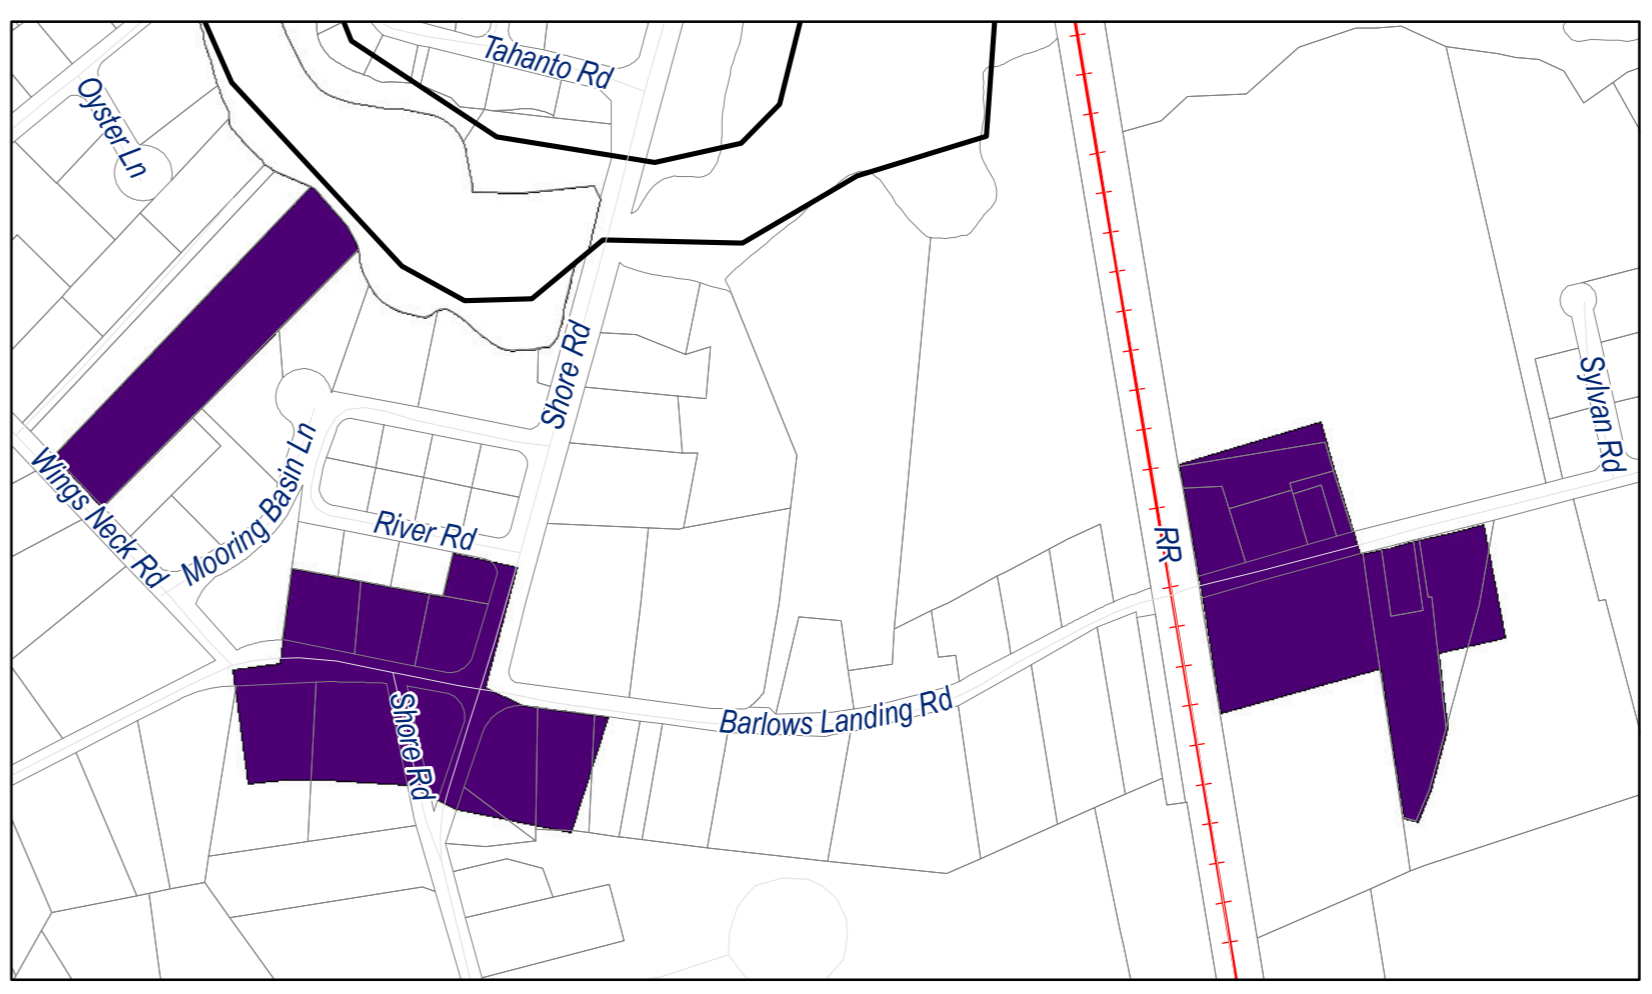 Tahanto Rd
Oyster Ln
Shore Rd
Sylvan Rd
Wings Neck Rd
Mooring Basin Ln
River Rd
RR
Shore Rd
Barlows Landing Rd